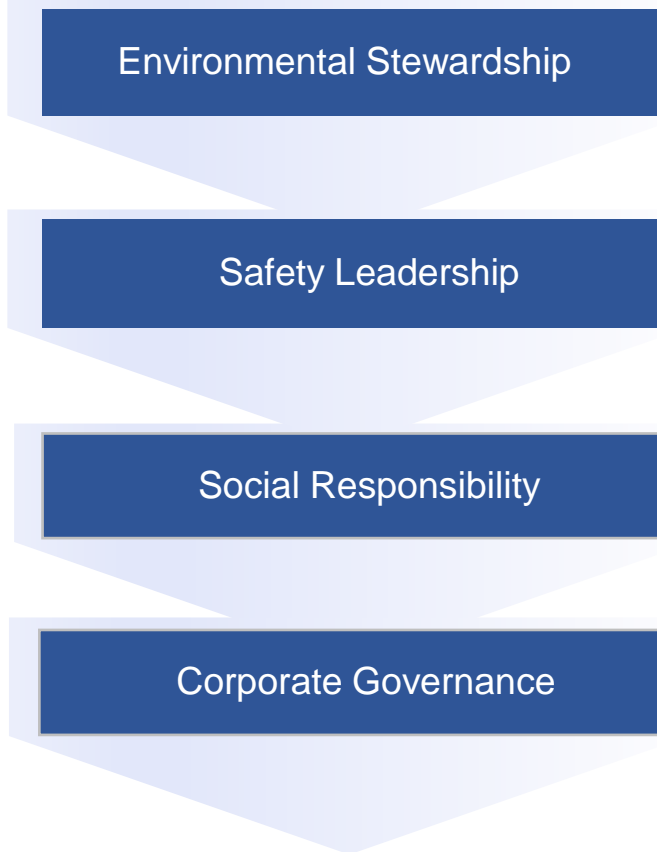 Environmental Stewardship
Safety Leadership
Social Responsibility
Corporate Governance